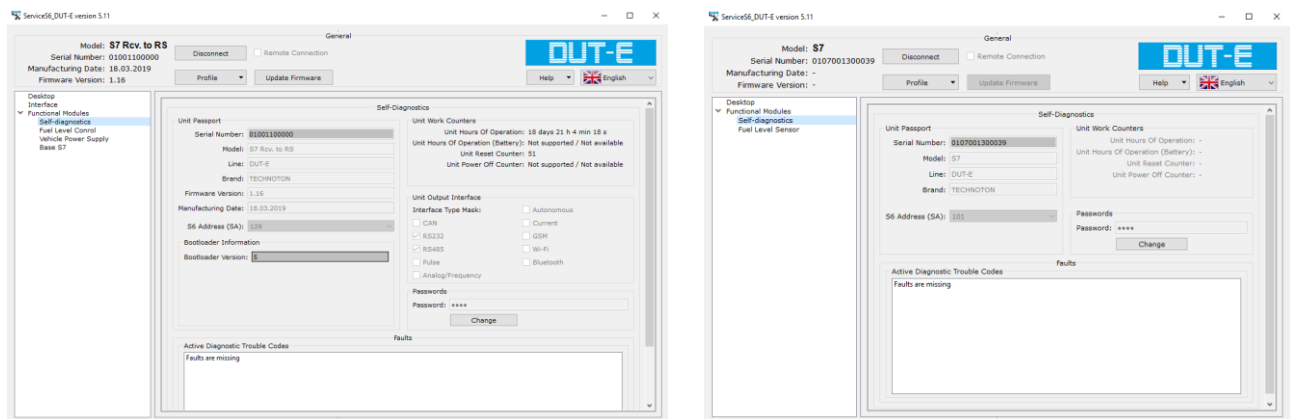 ServiceS6_DUT-E version 5.11
General
Model: S7 Rcv. to RS
Serial Number: 01001100000
Manufacturing Date: 18.03.2019
Firmware Version: 1.16
Disconnect
Remote Connection
Profile
Update Firmware
DUT-E
Help
English
Desktop
Interface
Functional Modules
Self-diagnostics
Fuel Level Conrol
Vehicle Power Supply
Base S7
Self-Diagnostics
Unit Passport
Serial Number: 01001100000
Model: S7 Rcv. to RS
Line: DUT-E
Brand: TECHNOTON
Firmware Version: 1.16
Manufacturing Date: 18.03.2019
S6 Address (SA): 129
Bootloader Information
Bootloader Version: 5
Unit Work Counters
Unit Hours Of Operation: 18 days 21 h 4 min 18 s
Unit Hours Of Operation (Battery): Not supported / Not available
Unit Reset Counter: 51
Unit Power Off Counter: Not supported / Not available
Unit Output Interface
Interface Type Mask:
Autonomous
CAN
Current
RS232
GSM
RS485
Wi-Fi
Pulse
Bluetooth
Analog/Frequency
Passwords
Password: ****
Change
Faults
Active Diagnostic Trouble Codes
Faults are missing
ServiceS6_DUT-E version 5.11
General
Model: S7
Serial Number: 0107001300039
Manufacturing Date: -
Firmware Version: -
Disconnect
Remote Connection
Profile
Update Firmware
DUT-E
Help
English
Desktop
Functional Modules
Self-diagnostics
Fuel Level Sensor
Self-Diagnostics
Unit Passport
Serial Number: 0107001300039
Model: S7
Line: DUT-E
Brand: TECHNOTON
S6 Address (SA): 101
Unit Work Counters
Unit Hours Of Operation: -
Unit Hours Of Operation (Battery): -
Unit Reset Counter: -
Unit Power Off Counter: -
Passwords
Password: ****
Change
Faults
Active Diagnostic Trouble Codes
Faults are missing